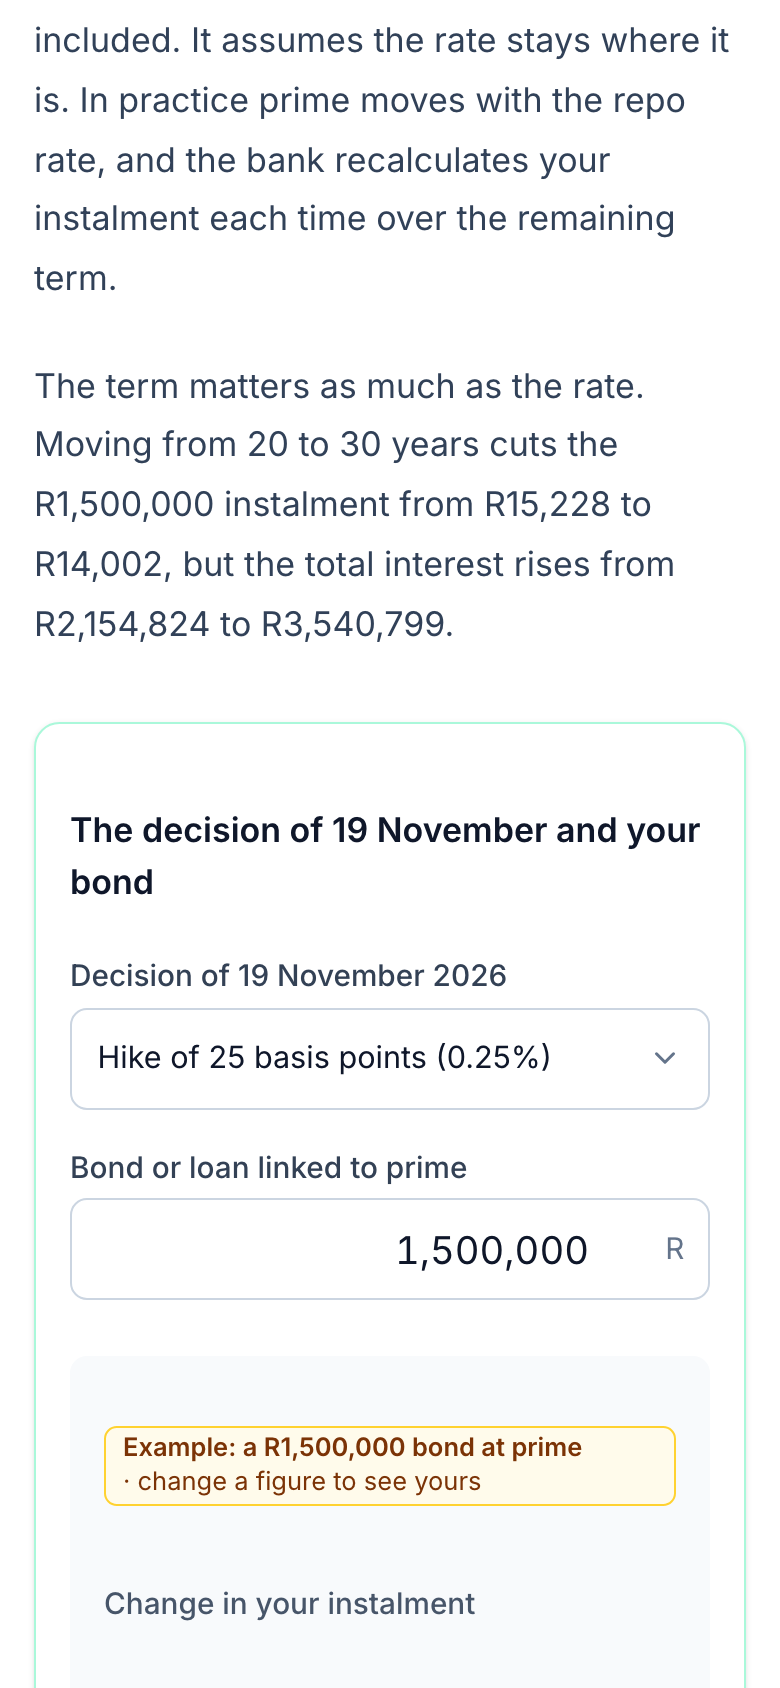 included. It assumes the rate stays where it
is. In practice prime moves with the repo
rate, and the bank recalculates your
instalment each time over the remaining
term.
The term matters as much as the rate.
Moving from 20 to 30 years cuts the
R1,500,000 instalment from R15,228 to
R14,002, but the total interest rises from
R2,154,824 to R3,540,799.
The decision of 19 November and your
bond
Decision of 19 November 2026
Hike of 25 basis points (0.25%)
Bond or loan linked to prime
1,500,000 R
Example: a R1,500,000 bond at prime
· change a figure to see yours
Change in your instalment